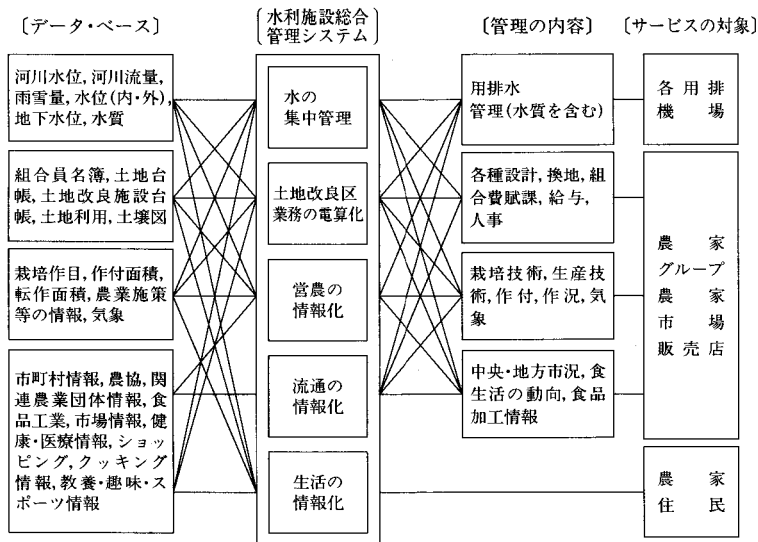 〔データ・ベース〕
河川水位, 河川流量,
雨雪量, 水位(内・外),
地下水位, 水質
組合員名簿, 土地台
帳, 土地改良施設台
帳, 土地利用, 土壌図
栽培作目, 作付面積,
転作面積, 農業施策
等の情報, 気象
市町村情報, 農協, 関
連農業団体情報, 食
品工業, 市場情報, 健
康・医療情報, ショッ
ピング, クッキング
情報, 教養・趣味・ス
ポーツ情報
〔水利施設総合
管理システム〕
水の
集中管理
土地改良区
業務の電算化
営農の
情報化
流通の
情報化
生活の
情報化
〔管理の内容〕
用排水
管理(水質を含む)
各種設計, 換地, 組
合費賦課, 給与,
人事
栽培技術, 生産技
術, 作付, 作況, 気
象
中央・地方市況, 食
生活の動向, 食品
加工情報
〔サービスの対象〕
各用排
機場
農家
グループ
農家
市場
販売店
農家
住民